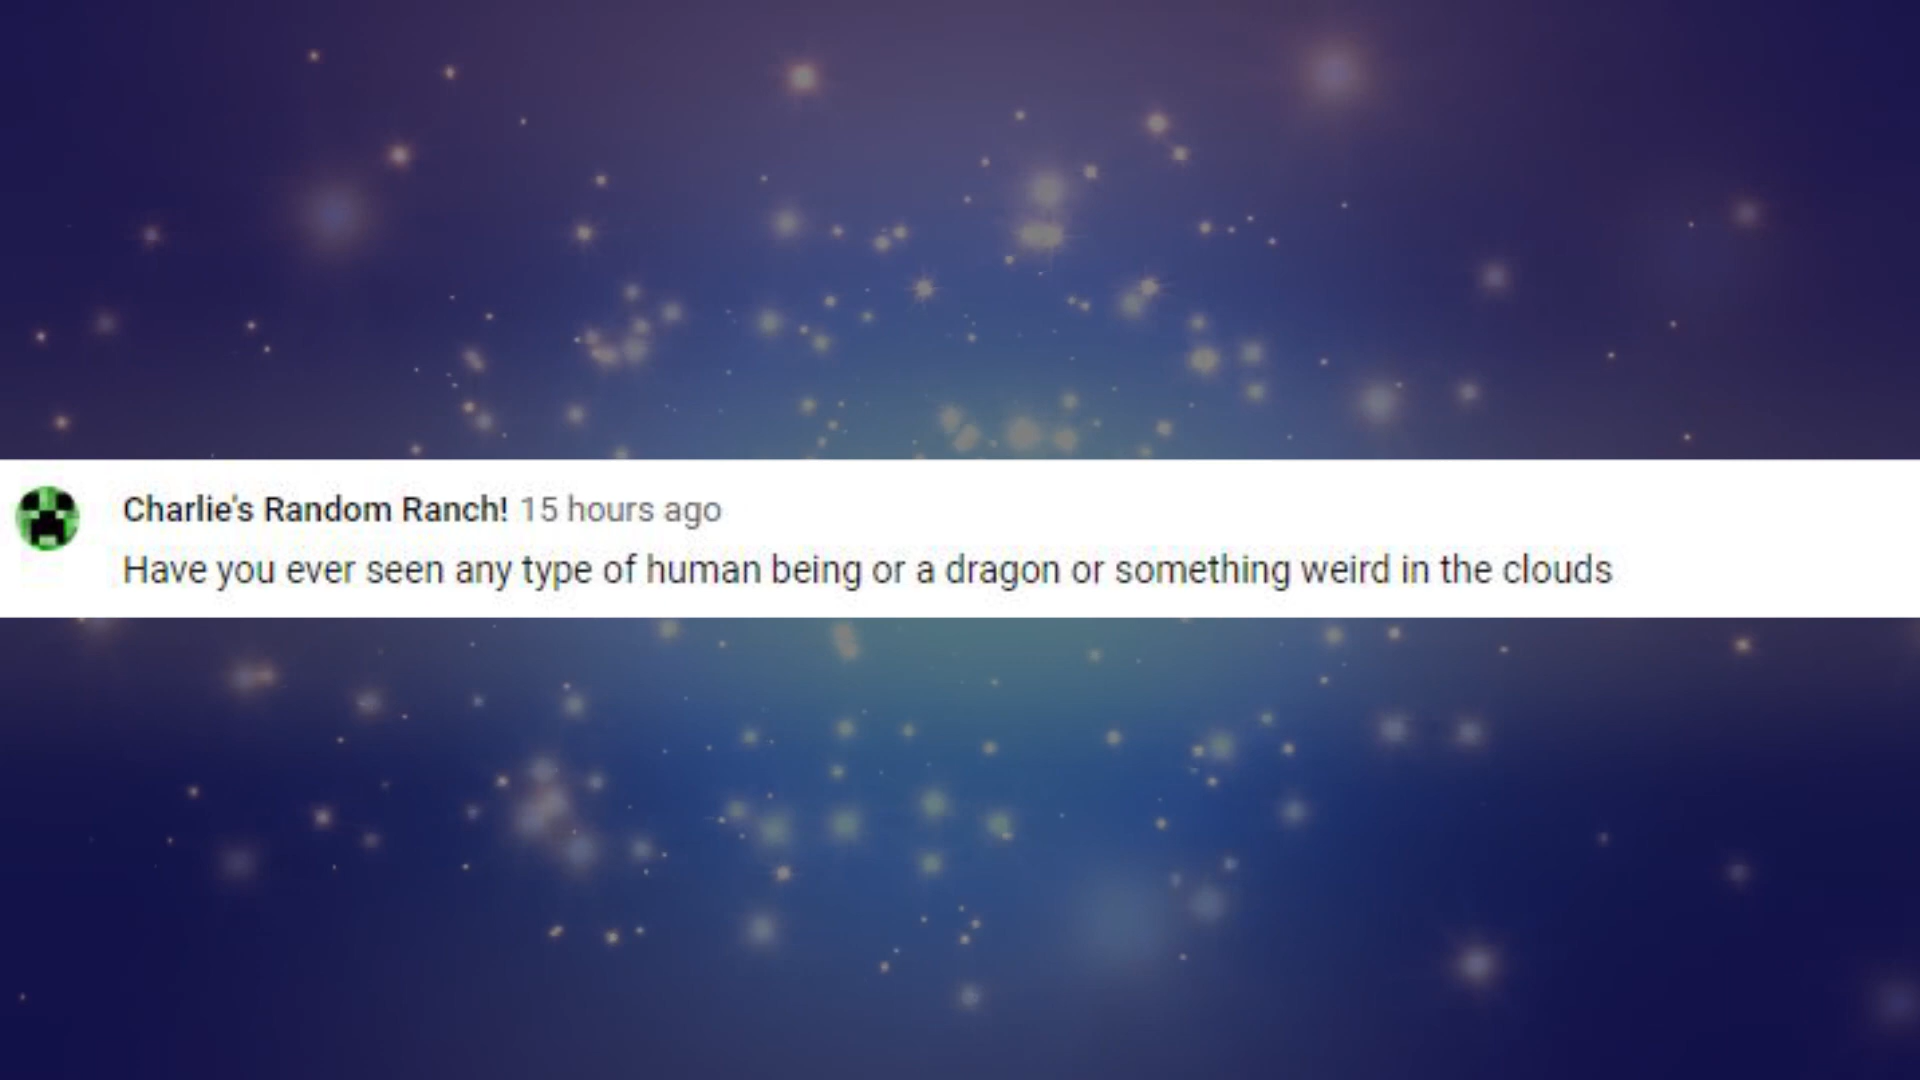 Charlie's Random Ranch! 15 hours ago
Have you ever seen any type of human being or a dragon or something weird in the clouds